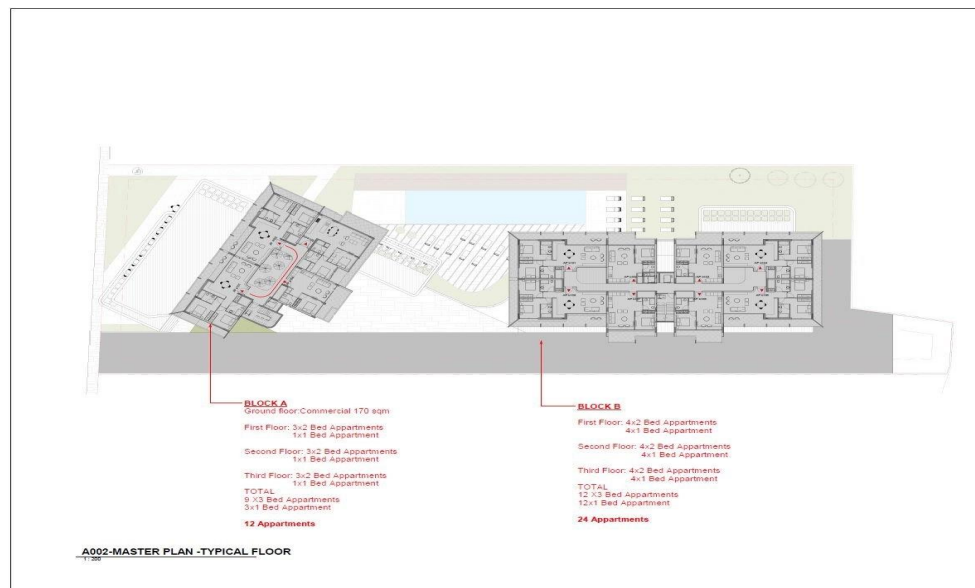 BLOCK A
Ground floor:Commercial 170 sqm
First Floor: 3x2 Bed Appartments
1x1 Bed Appartment
Second Floor: 3x2 Bed Appartments
1x1 Bed Appartment
Third Floor: 3x2 Bed Appartments
1x1 Bed Appartment
TOTAL
9 X3 Bed Appartments
3x1 Bed Appartment
12 Appartments
BLOCK B
First Floor: 4x2 Bed Appartments
4x1 Bed Appartment
Second Floor: 4x2 Bed Appartments
4x1 Bed Appartment
Third Floor: 4x2 Bed Appartments
4x1 Bed Appartment
TOTAL
12 X3 Bed Appartments
12x1 Bed Appartment
24 Appartments
A002-MASTER PLAN -TYPICAL FLOOR
1 : 200